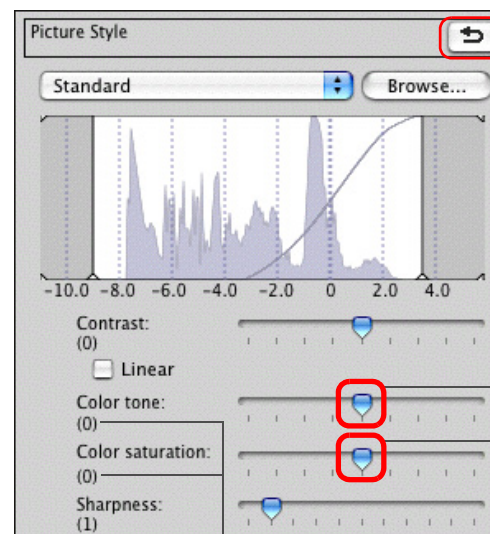 Picture Style
Standard Browse...
-10.0 -8.0 -6.0 -4.0 -2.0 0 2.0 4.0
Contrast:
(0)
Linear
Color tone:
(0)
Color saturation:
(0)
Sharpness:
(1)